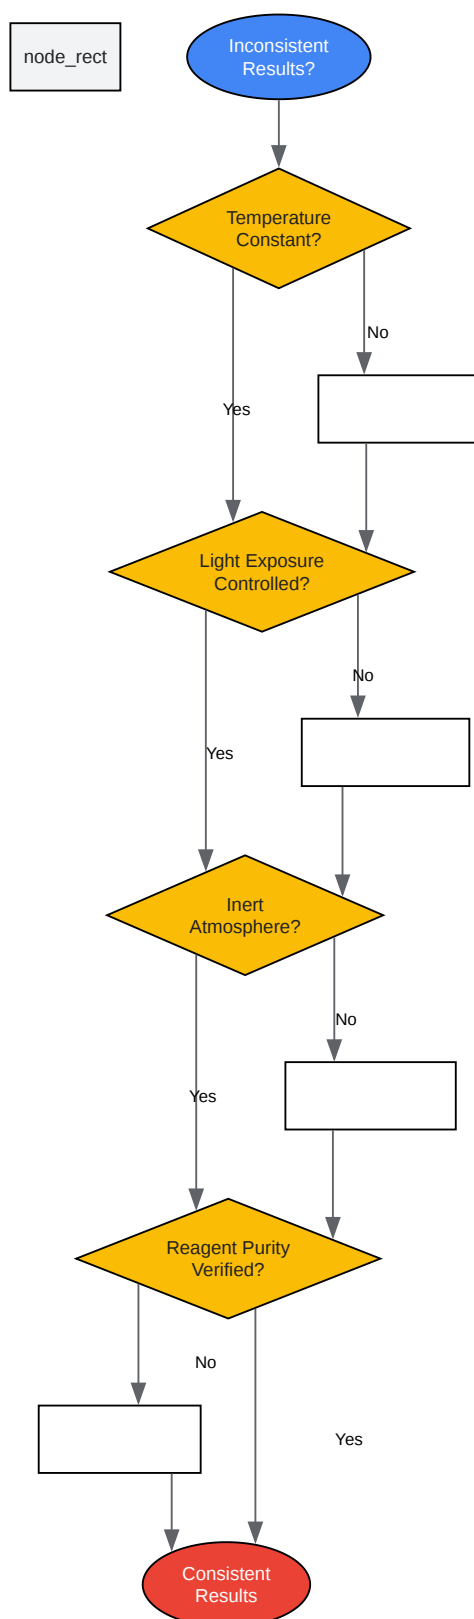 node_rect
Inconsistent
Results?
Temperature
Constant?
No
Yes
Light Exposure
Controlled?
No
Yes
Inert
Atmosphere?
No
Yes
Reagent Purity
Verified?
No
Yes
Consistent
Results